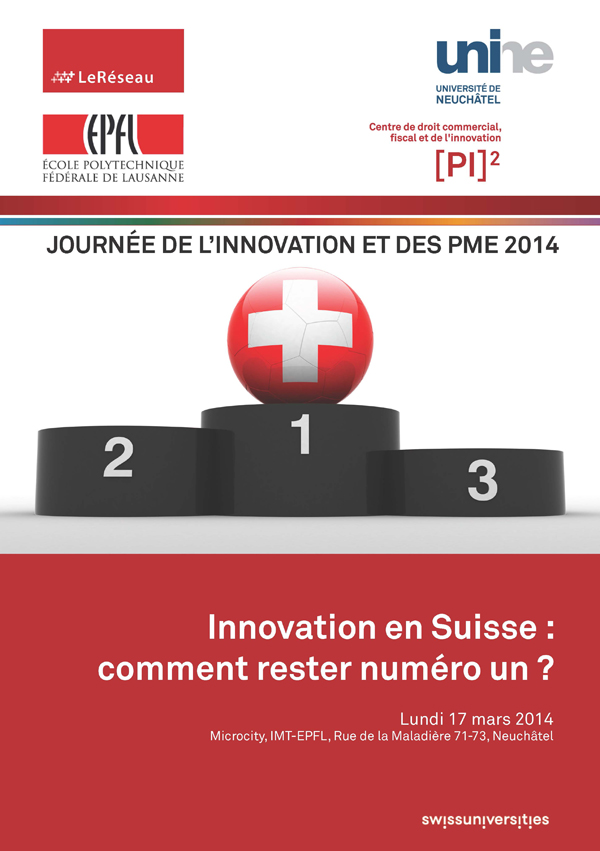 LeRéseau
EPFL
ÉCOLE POLYTECHNIQUE
FÉDÉRALE DE LAUSANNE
unine
UNIVERSITÉ DE
NEUCHÂTEL
Centre de droit commercial,
fiscal et de l'innovation
[PI]²
JOURNÉE DE L'INNOVATION ET DES PME 2014
2
1
3
Innovation en Suisse :
comment rester numéro un ?
Lundi 17 mars 2014
Microcity, IMT-EPFL, Rue de la Maladière 71-73, Neuchâtel
swissuniversities